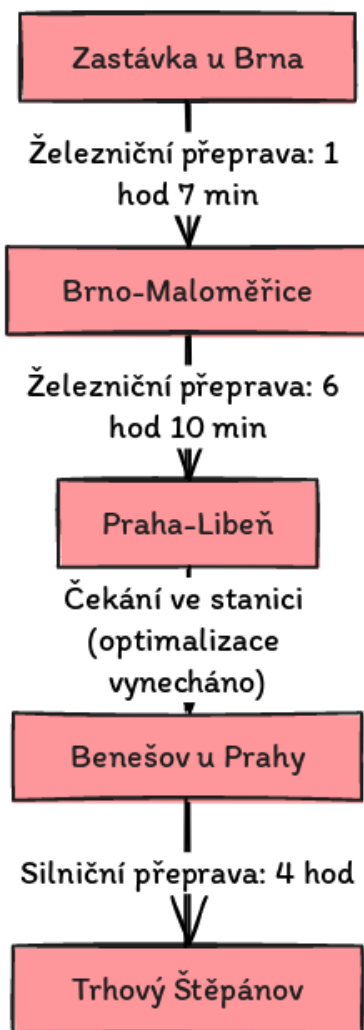 Zastávka u Brna
Železniční přeprava: 1
hod 7 min
Brno-Maloměřice
Železniční přeprava: 6
hod 10 min
Praha-Libeň
Čekání ve stanici
(optimalizace
vynecháno)
Benešov u Prahy
Silniční přeprava: 4 hod
Trhový Štěpánov